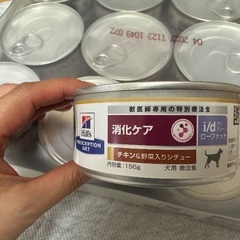 04 2027 1123
1049 07
獣医師専用の特別療法食
Hill's
PRESCRIPTION DIET
消化ケア
i/d
ローファット
チキン&野菜入りシチュー
内容量:156g
犬用 療法食